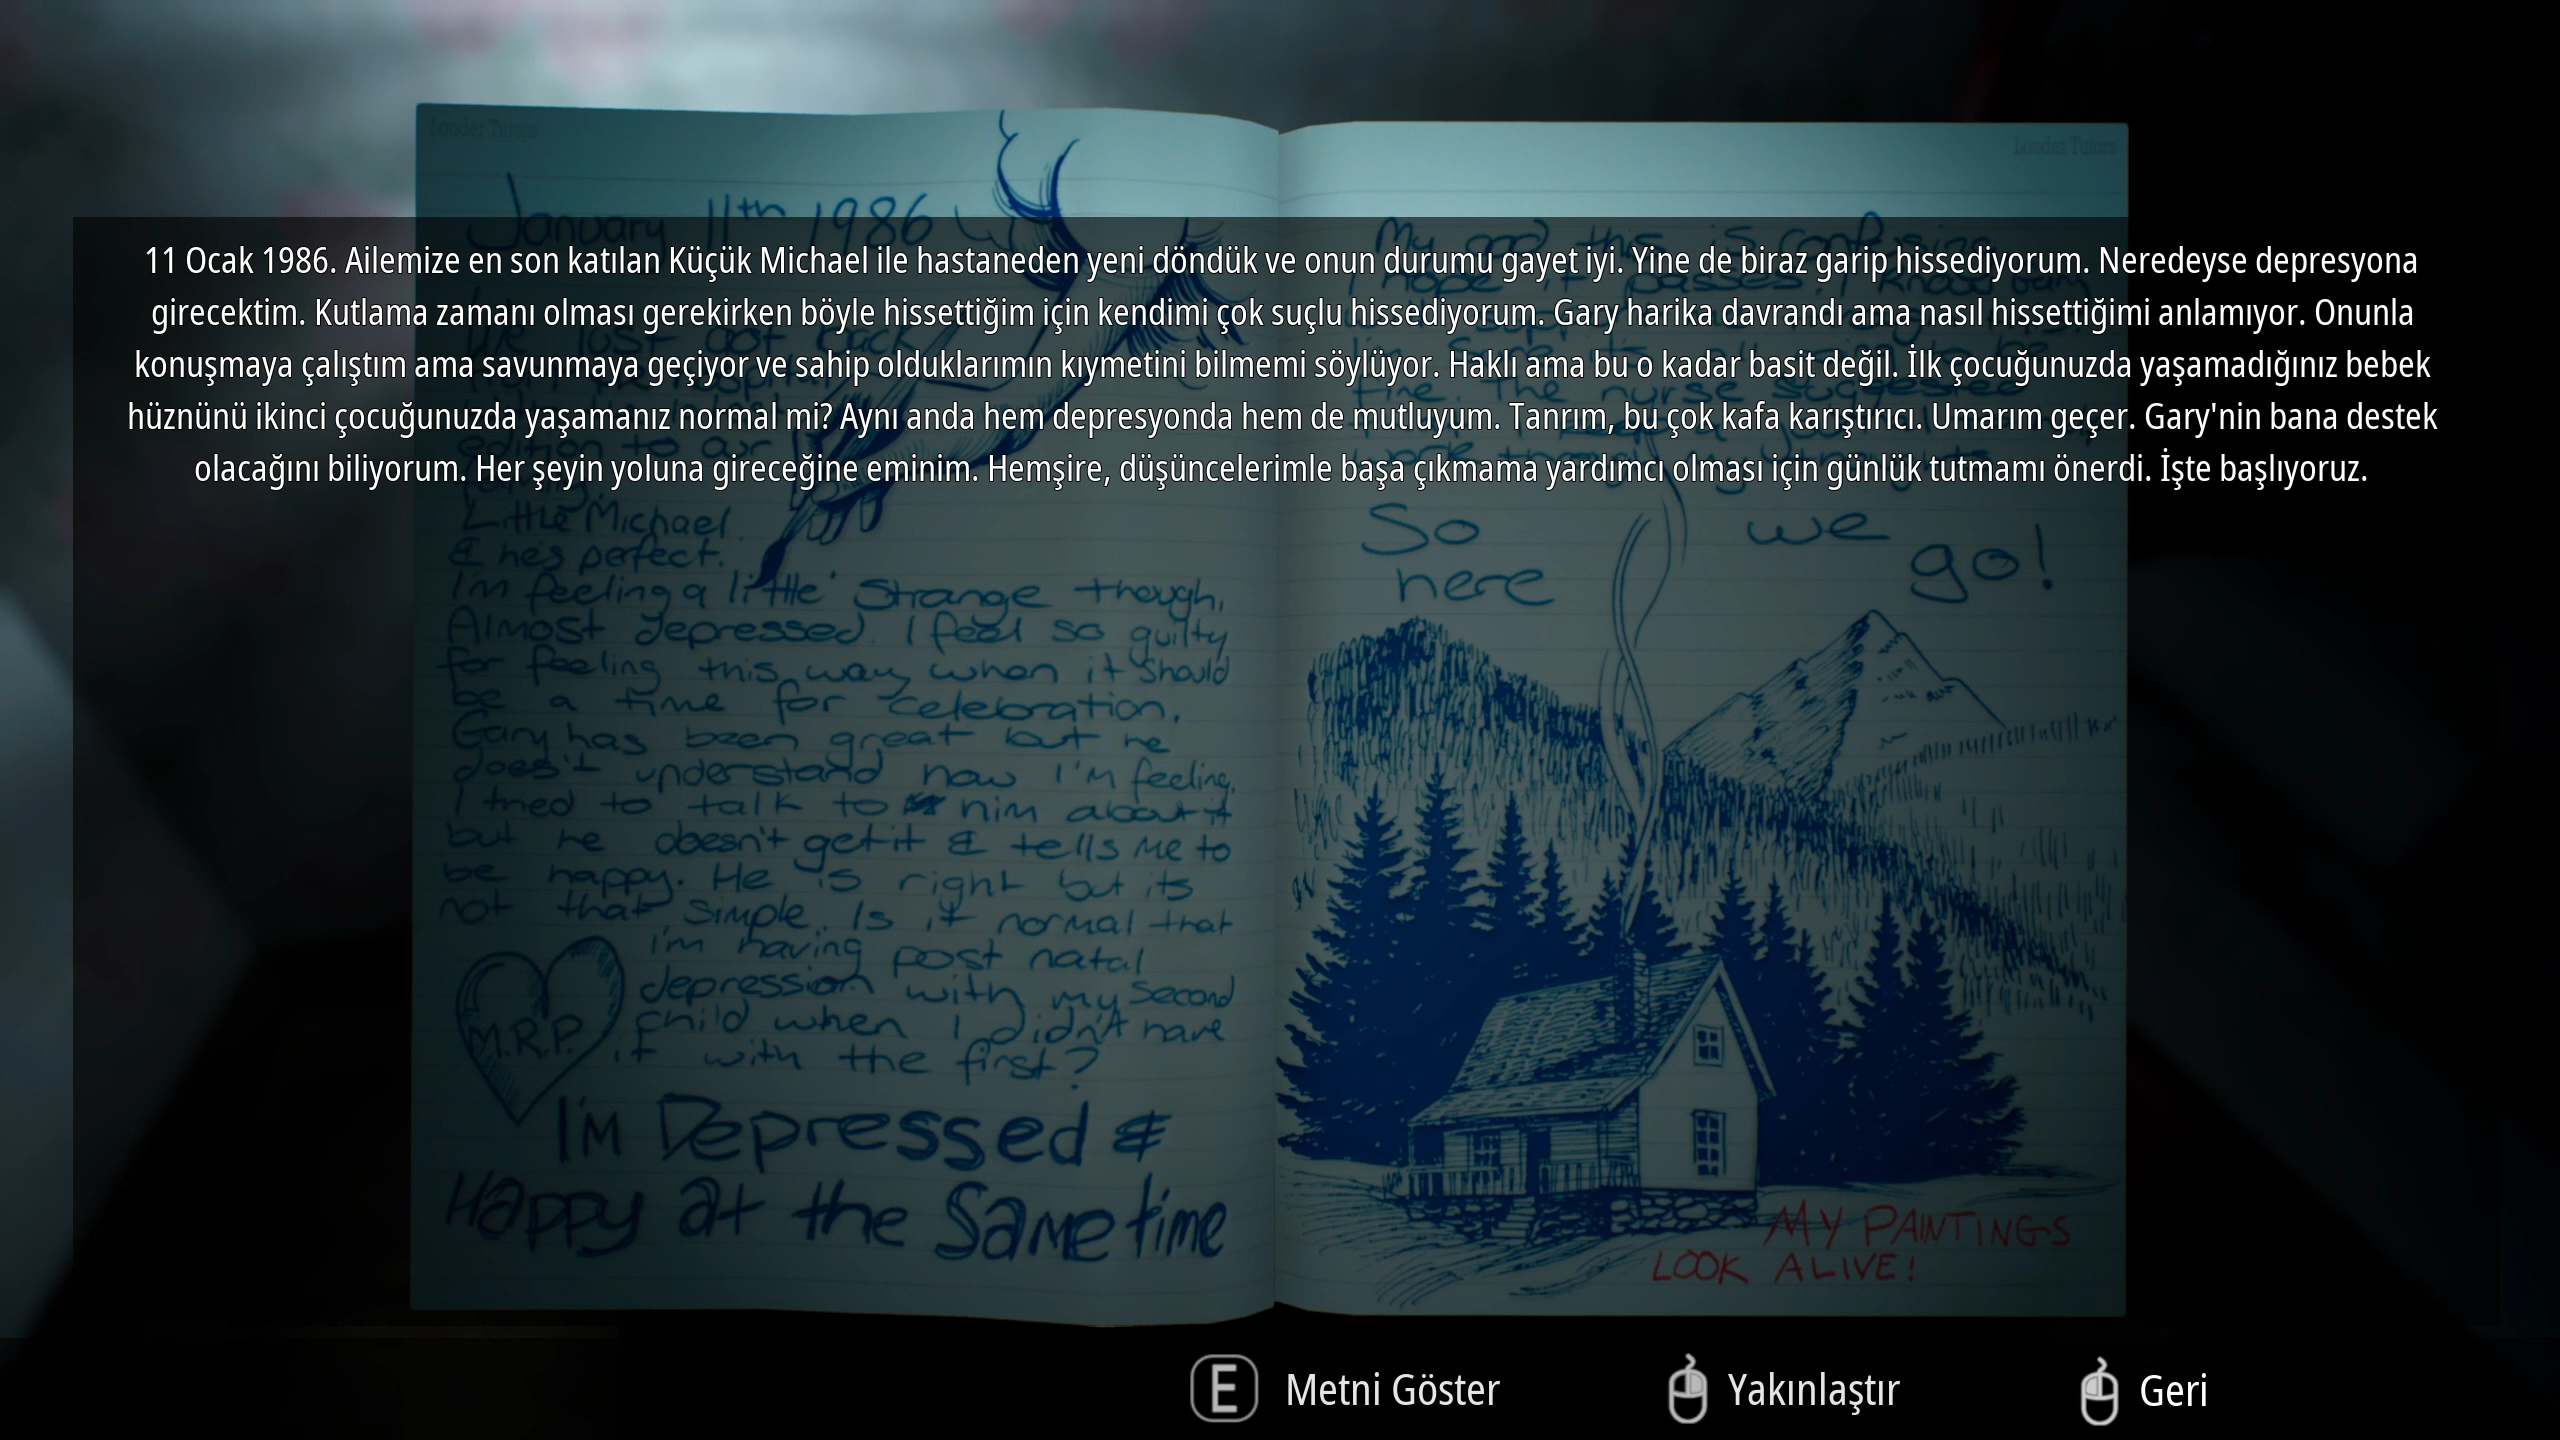 Louder Tutors
Louder Tutors
January 11th 1986
11 Ocak 1986. Ailemize en son katılan Küçük Michael ile hastaneden yeni döndük ve onun durumu gayet iyi. Yine de biraz garip hissediyorum. Neredeyse depresyona
girecektim. Kutlama zamanı olması gerekirken böyle hissettiğim için kendimi çok suçlu hissediyorum. Gary harika davrandı ama nasıl hissettiğimi anlamıyor. Onunla
konuşmaya çalıştım ama savunmaya geçiyor ve sahip olduklarımın kıymetini bilmemi söylüyor. Haklı ama bu o kadar basit değil. İlk çocuğunuzda yaşamadığınız bebek
hüznünü ikinci çocuğunuzda yaşamanız normal mi? Aynı anda hem depresyonda hem de mutluyum. Tanrım, bu çok kafa karıştırıcı. Umarım geçer. Gary'nin bana destek
olacağını biliyorum. Her şeyin yoluna gireceğine eminim. Hemşire, düşüncelerimle başa çıkmama yardımcı olması için günlük tutmamı önerdi. İşte başlıyoruz.
Little Michael
& he's perfect.
I'm feeling a little strange though,
Almost depressed. I feel so guilty
for feeling this way when it should
be a time for celebration.
Gary has been great but he
does't understand how I'm feeling,
I tried to talk to him about it
but he doesn't get it & tells me to
be happy. He is right but its
not that simple. Is it normal that
i'm having post natal
depression with my second
child when I didn't have
it with the first?
M.R.P.
I'm Depressed &
Happy at the Same time
So we
here go!
MY PAINTINGS
LOOK ALIVE!
E Metni Göster
Yakınlaştır
Geri